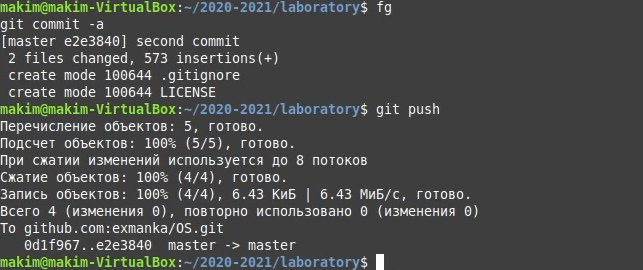 makim@makim-VirtualBox:~/2020-2021/laboratory$ fg
git commit -a
[master e2e3840] second commit
 2 files changed, 573 insertions(+)
 create mode 100644 .gitignore
 create mode 100644 LICENSE
makim@makim-VirtualBox:~/2020-2021/laboratory$ git push
Перечисление объектов: 5, готово.
Подсчет объектов: 100% (5/5), готово.
При сжатии изменений используется до 8 потоков
Сжатие объектов: 100% (4/4), готово.
Запись объектов: 100% (4/4), 6.43 КиБ | 6.43 МиБ/с, готово.
Всего 4 (изменения 0), повторно использовано 0 (изменения 0)
To github.com:exmanka/OS.git
   0d1f967..e2e3840  master -> master
makim@makim-VirtualBox:~/2020-2021/laboratory$